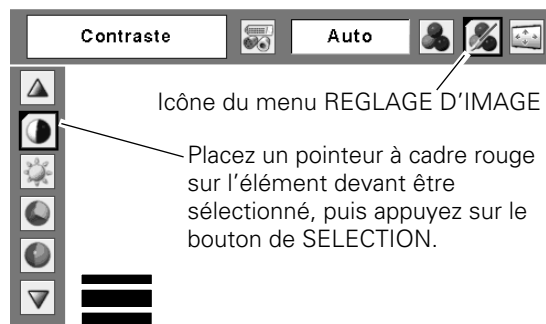 Contraste
Auto
Icône du menu REGLAGE D'IMAGE
Placez un pointeur à cadre rouge
sur l'élément devant être
sélectionné, puis appuyez sur le
bouton de SELECTION.